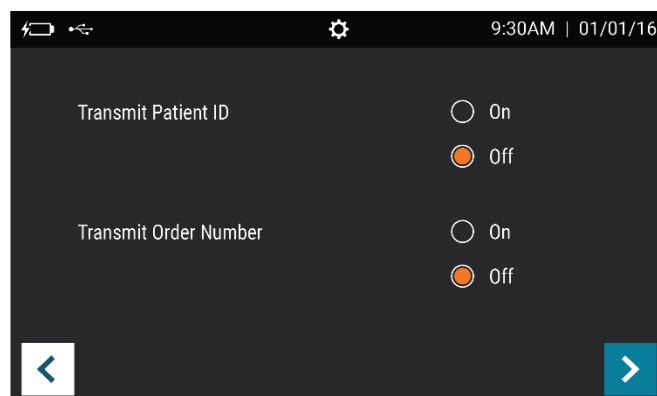 9:30AM | 01/01/16
Transmit Patient ID
On
Off
Transmit Order Number
On
Off